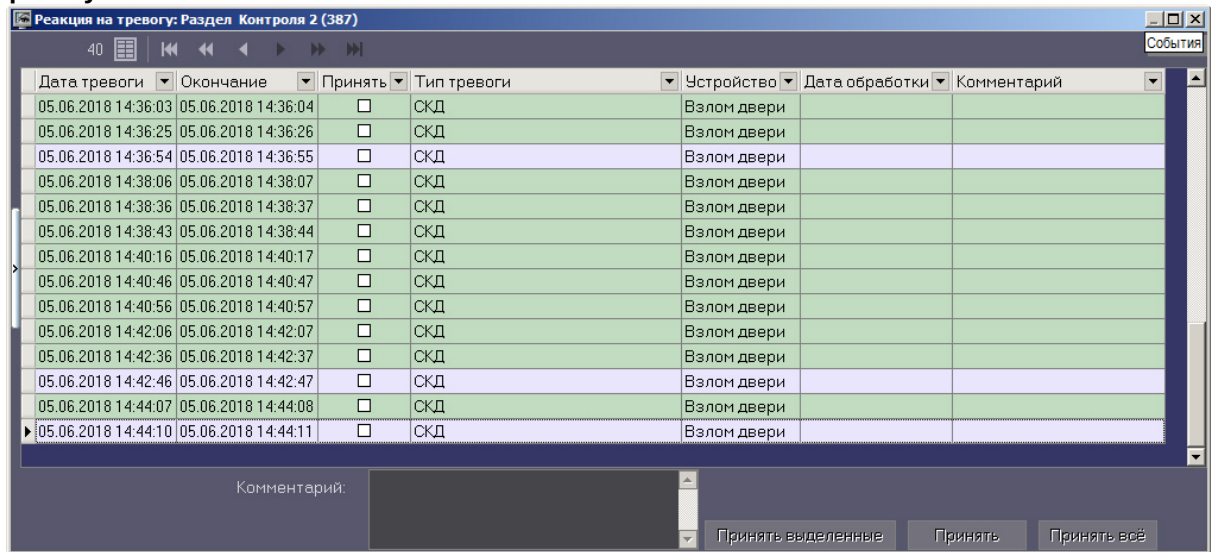 Реакция на тревогу: Раздел Контроля 2 (387)
40
События
Дата тревоги Окончание Принять Тип тревоги Устройство Дата обработки Комментарий
05.06.2018 14:36:03 05.06.2018 14:36:04 СКД Взлом двери
05.06.2018 14:36:25 05.06.2018 14:36:26 СКД Взлом двери
05.06.2018 14:36:54 05.06.2018 14:36:55 СКД Взлом двери
05.06.2018 14:38:06 05.06.2018 14:38:07 СКД Взлом двери
05.06.2018 14:38:36 05.06.2018 14:38:37 СКД Взлом двери
05.06.2018 14:38:43 05.06.2018 14:38:44 СКД Взлом двери
05.06.2018 14:40:16 05.06.2018 14:40:17 СКД Взлом двери
05.06.2018 14:40:46 05.06.2018 14:40:47 СКД Взлом двери
05.06.2018 14:40:56 05.06.2018 14:40:57 СКД Взлом двери
05.06.2018 14:42:06 05.06.2018 14:42:07 СКД Взлом двери
05.06.2018 14:42:36 05.06.2018 14:42:37 СКД Взлом двери
05.06.2018 14:42:46 05.06.2018 14:42:47 СКД Взлом двери
05.06.2018 14:44:07 05.06.2018 14:44:08 СКД Взлом двери
05.06.2018 14:44:10 05.06.2018 14:44:11 СКД Взлом двери
Комментарий:
Принять выделенные Принять Принять всё